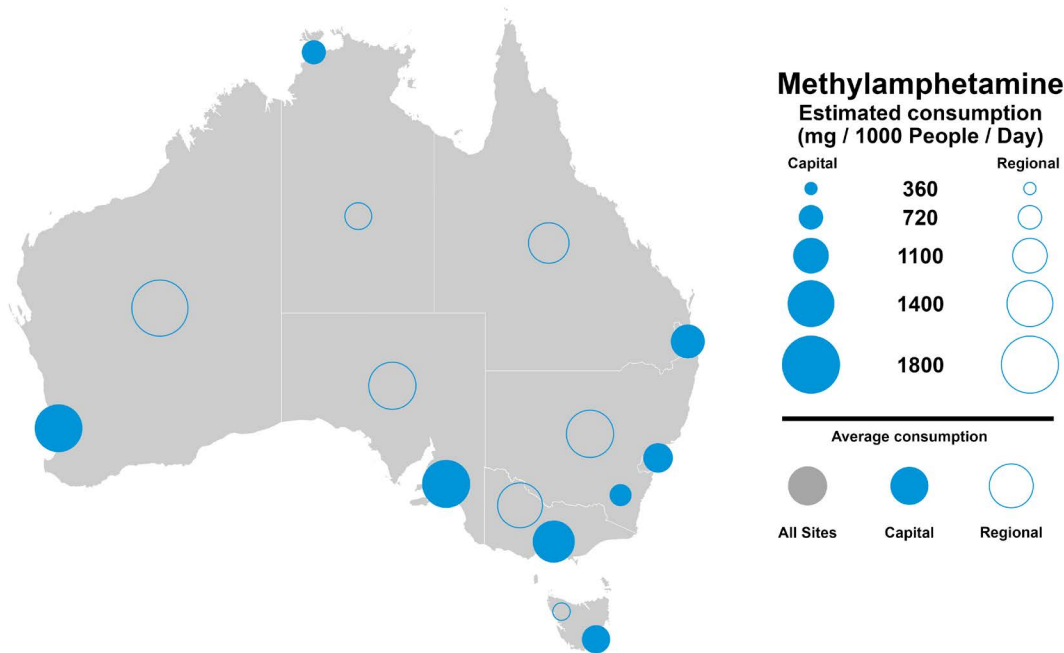 Methylamphetamine
Estimated consumption
(mg / 1000 People / Day)
Capital Regional
360
720
1100
1400
1800
Average consumption
All Sites Capital Regional